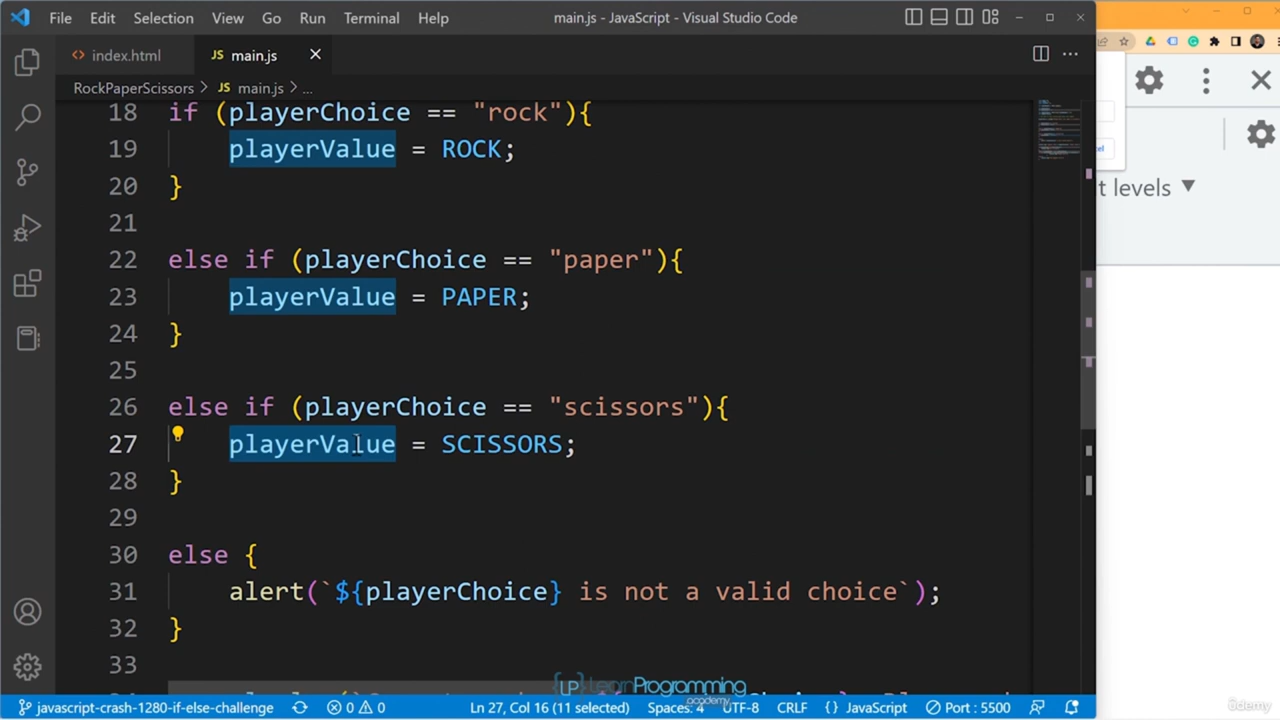 File Edit Selection View Go Run Terminal Help main.js - JavaScript - Visual Studio Code
<> index.html JS main.js
RockPaperScissors > JS main.js > ...
18 if (playerChoice == "rock"){
19 playerValue = ROCK;
20 }
21
22 else if (playerChoice == "paper"){
23 playerValue = PAPER;
24 }
25
26 else if (playerChoice == "scissors"){
27 playerValue = SCISSORS;
28 }
29
30 else {
31 alert(`${playerChoice} is not a valid choice`);
32 }
33
t levels ▼
LP LearnProgramming
academy
javascript-crash-1280-if-else-challenge 0 0 Ln 27, Col 16 (11 selected) Spaces: 4 UTF-8 CRLF {} JavaScript Port : 5500
ûdemy